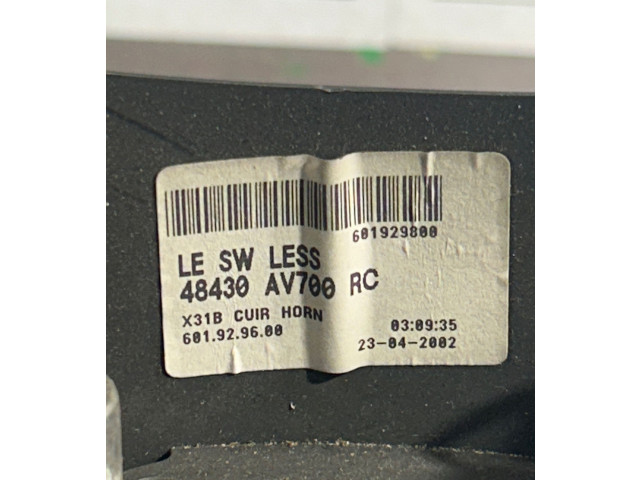 601929800
LE SW LESS
48430 AV700 RC
X31B CUIR HORN
601.92.96.00
03:09:35
23-04-2002